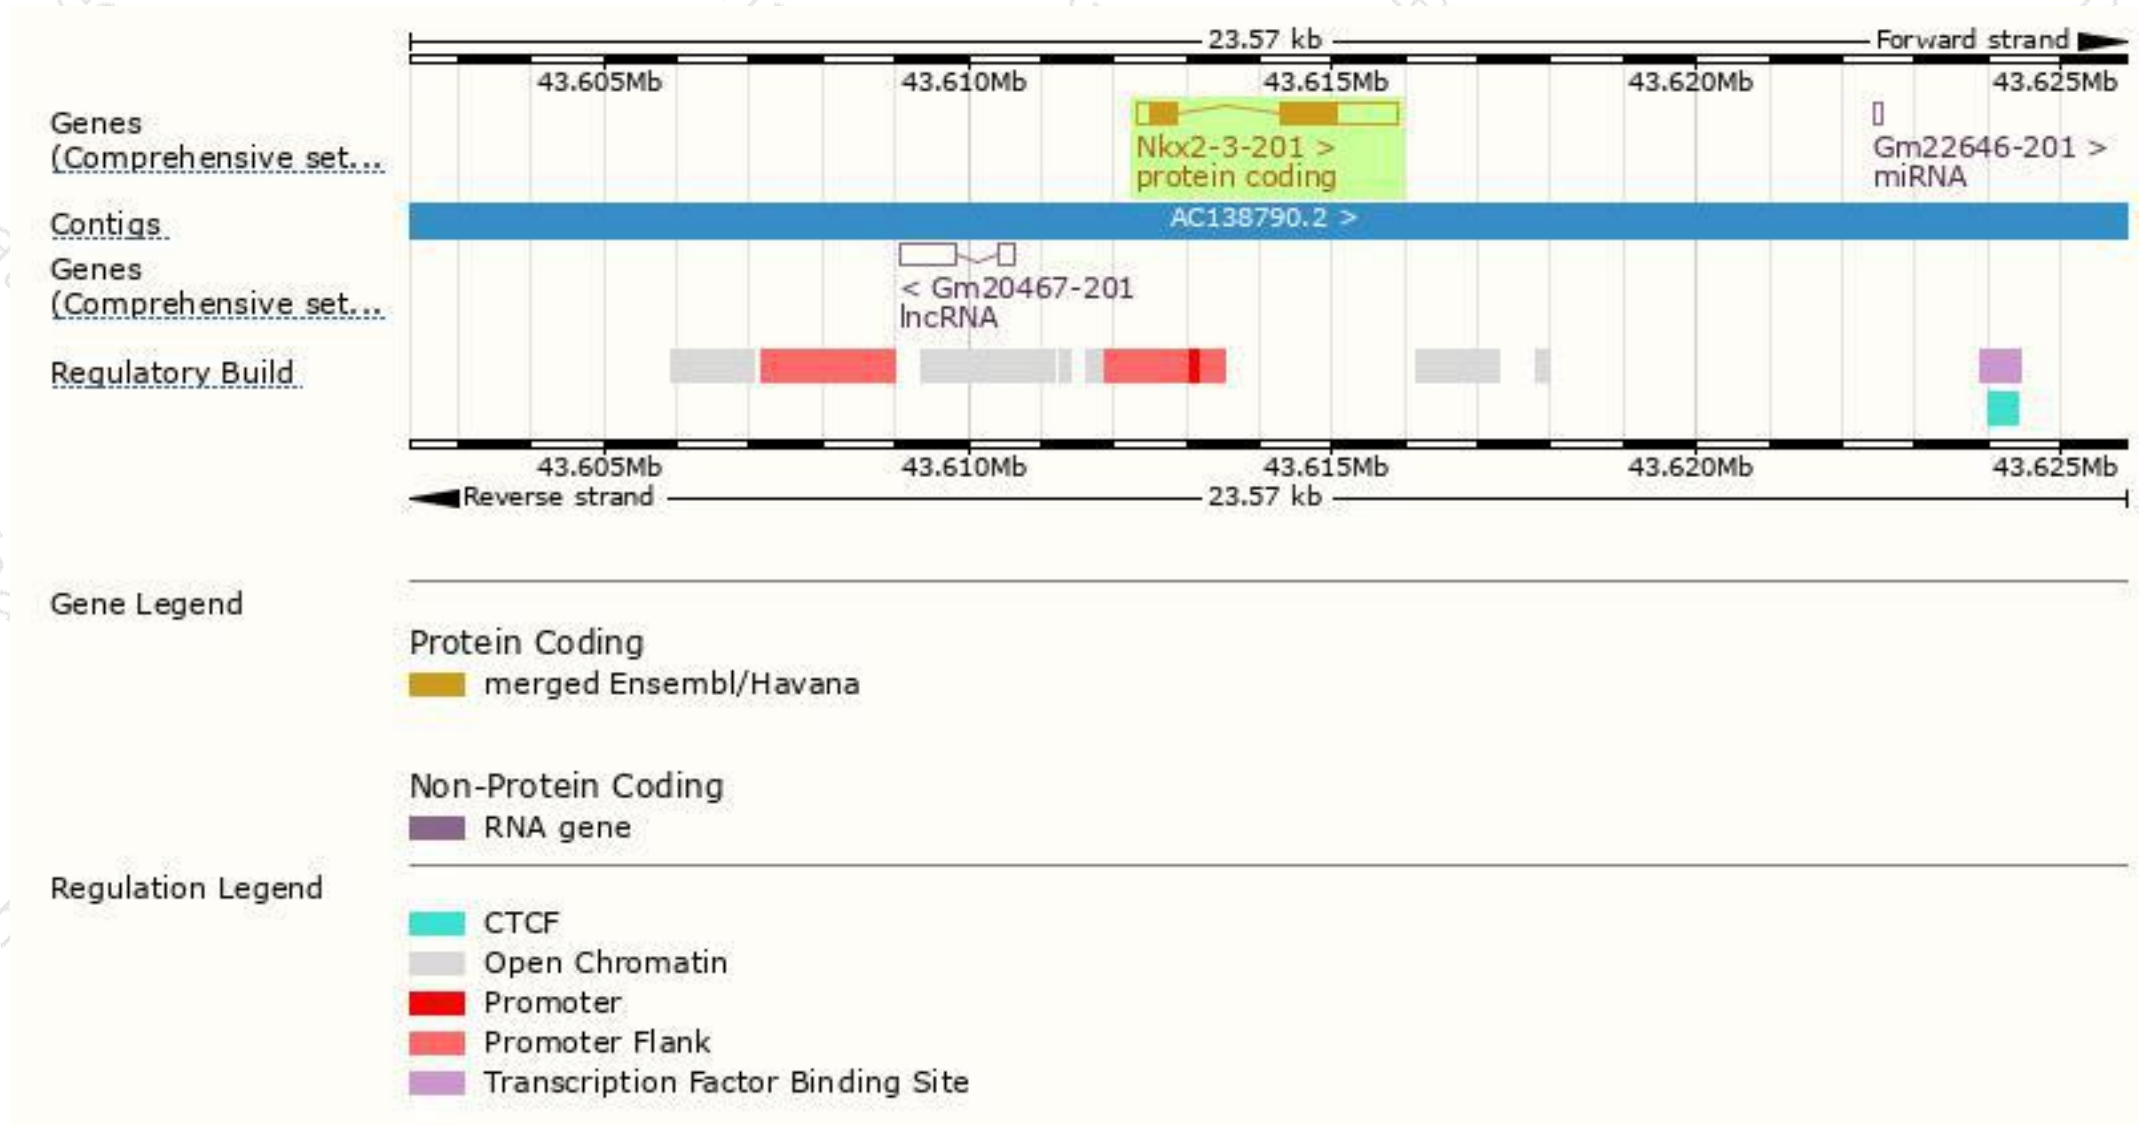 23.57 kb Forward strand
43.605Mb 43.610Mb 43.615Mb 43.620Mb 43.625Mb
Genes
(Comprehensive set...
Nkx2-3-201 >
protein coding
Gm22646-201 >
miRNA
Contigs
AC138790.2 >
Genes
(Comprehensive set...
< Gm20467-201
lncRNA
Regulatory Build
43.605Mb 43.610Mb 43.615Mb 43.620Mb 43.625Mb
Reverse strand 23.57 kb
Gene Legend
Protein Coding
merged Ensembl/Havana
Non-Protein Coding
RNA gene
Regulation Legend
CTCF
Open Chromatin
Promoter
Promoter Flank
Transcription Factor Binding Site